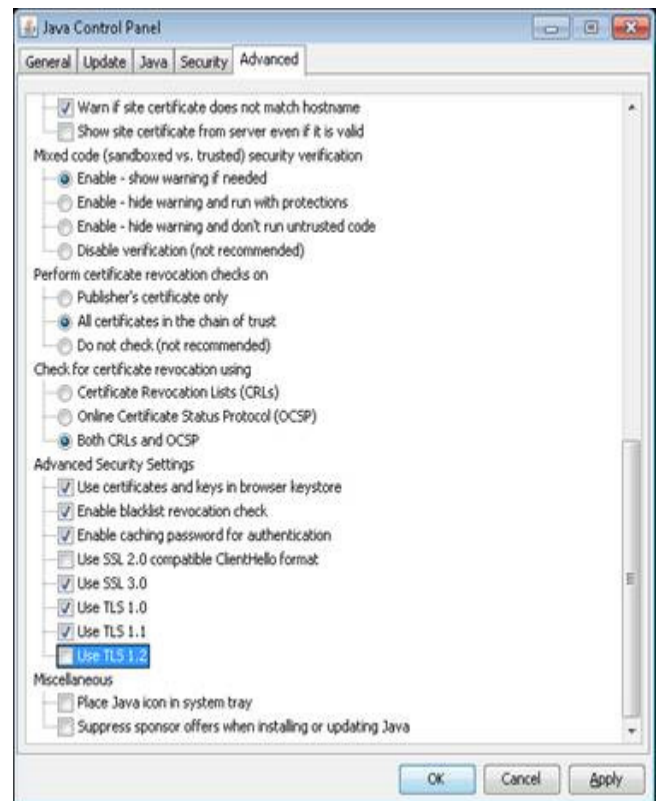 Java Control Panel
General Update Java Security Advanced
Warn if site certificate does not match hostname
Show site certificate from server even if it is valid
Mixed code (sandboxed vs. trusted) security verification
Enable - show warning if needed
Enable - hide warning and run with protections
Enable - hide warning and don't run untrusted code
Disable verification (not recommended)
Perform certificate revocation checks on
Publisher's certificate only
All certificates in the chain of trust
Do not check (not recommended)
Check for certificate revocation using
Certificate Revocation Lists (CRLs)
Online Certificate Status Protocol (OCSP)
Both CRLs and OCSP
Advanced Security Settings
Use certificates and keys in browser keystore
Enable blacklist revocation check
Enable caching password for authentication
Use SSL 2.0 compatible ClientHello format
Use SSL 3.0
Use TLS 1.0
Use TLS 1.1
Use TLS 1.2
Miscellaneous
Place Java icon in system tray
Suppress sponsor offers when installing or updating Java
OK Cancel Apply